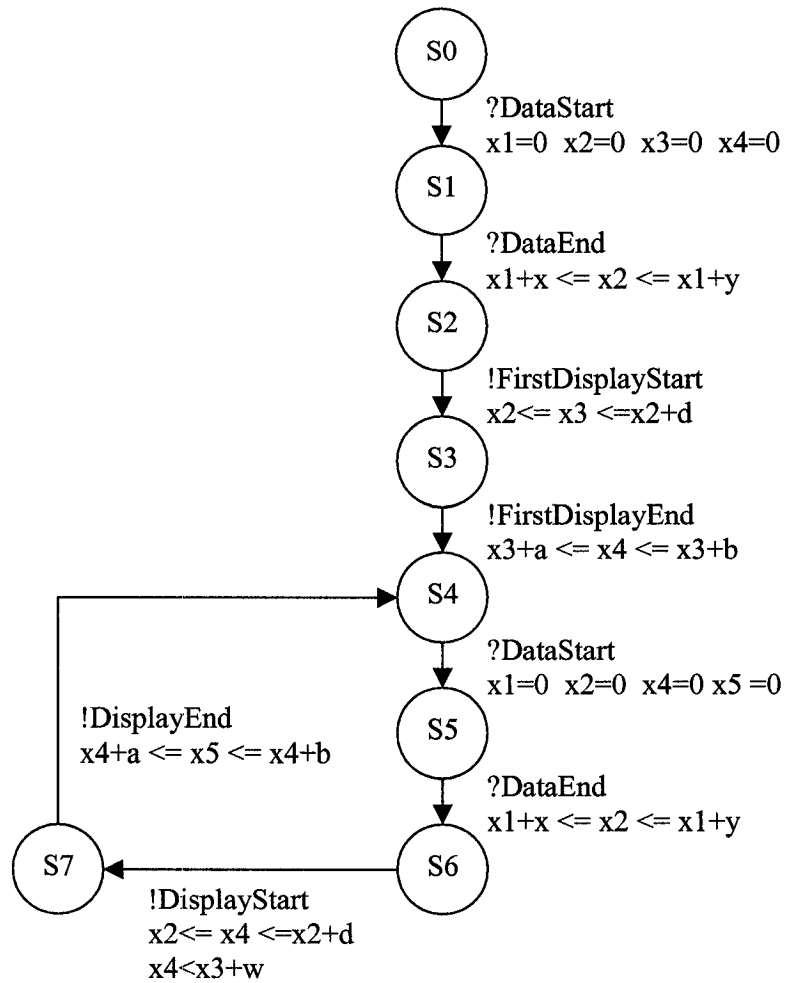 S0
?DataStart
x1=0 x2=0 x3=0 x4=0
S1
?DataEnd
x1+x <= x2 <= x1+y
S2
!FirstDisplayStart
x2<= x3 <=x2+d
S3
!FirstDisplayEnd
x3+a <= x4 <= x3+b
S4
?DataStart
x1=0 x2=0 x4=0 x5 =0
!DisplayEnd
x4+a <= x5 <= x4+b
S5
?DataEnd
x1+x <= x2 <= x1+y
S7
S6
!DisplayStart
x2<= x4 <=x2+d
x4<x3+w